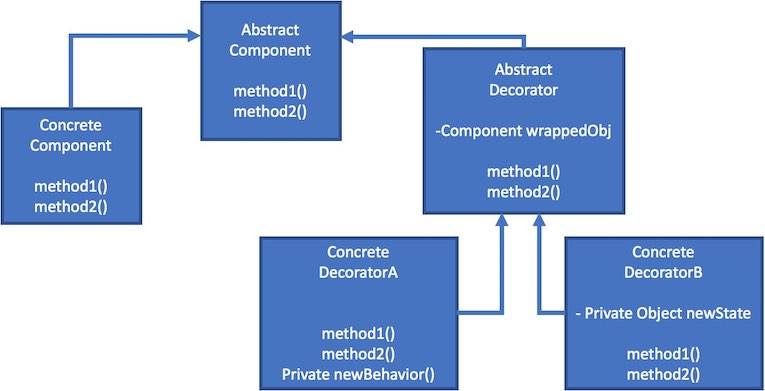 Abstract
Component
method1()
method2()
Concrete
Component
method1()
method2()
Abstract
Decorator
-Component wrappedObj
method1()
method2()
Concrete
DecoratorA
method1()
method2()
Private newBehavior()
Concrete
DecoratorB
- Private Object newState
method1()
method2()